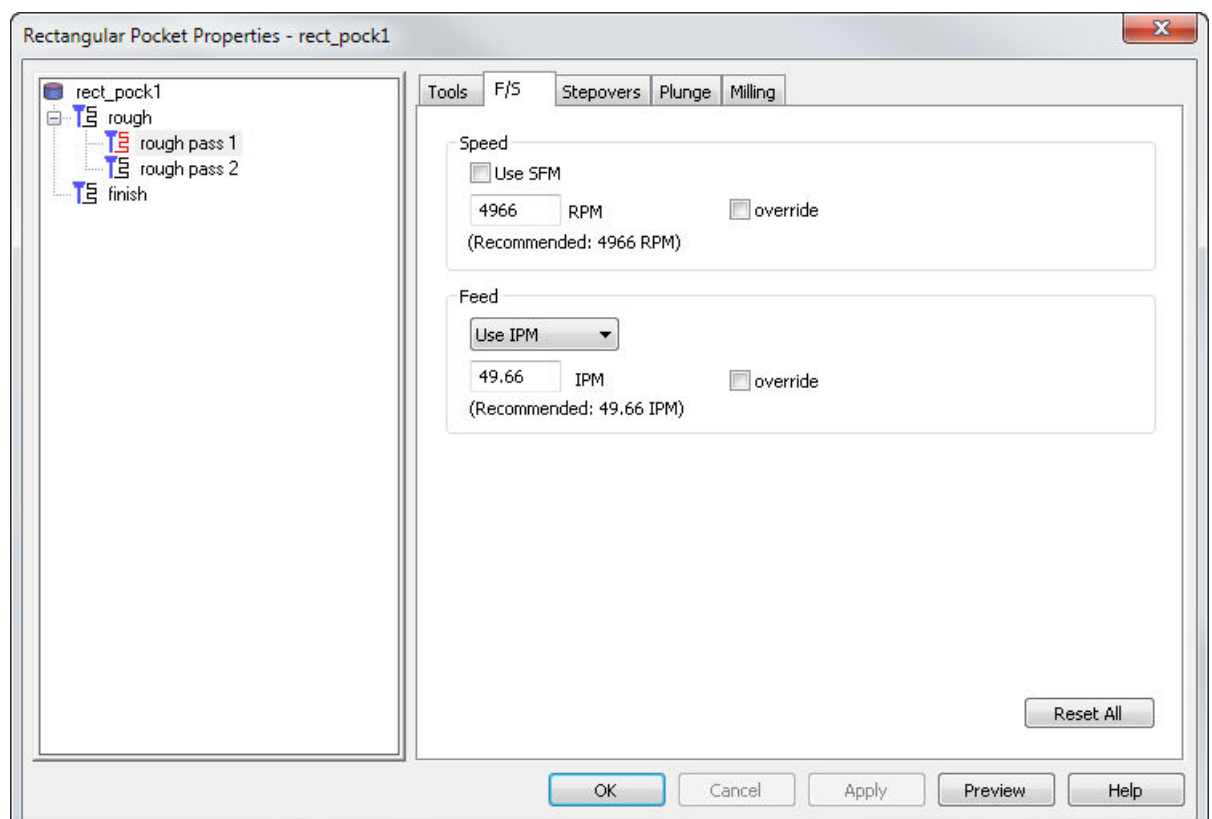 Rectangular Pocket Properties - rect_pock1
X
rect_pock1
rough
rough pass 1
rough pass 2
finish
Tools F/S Stepovers Plunge Milling
Speed
Use SFM
4966 RPM override
(Recommended: 4966 RPM)
Feed
Use IPM
49.66 IPM override
(Recommended: 49.66 IPM)
Reset All
OK Cancel Apply Preview Help